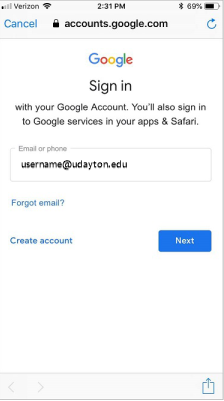 Verizon 2:31 PM 69%
Cancel accounts.google.com
Google
Sign in
with your Google Account. You'll also sign in
to Google services in your apps & Safari.
Email or phone
username@udayton.edu
Forgot email?
Create account Next